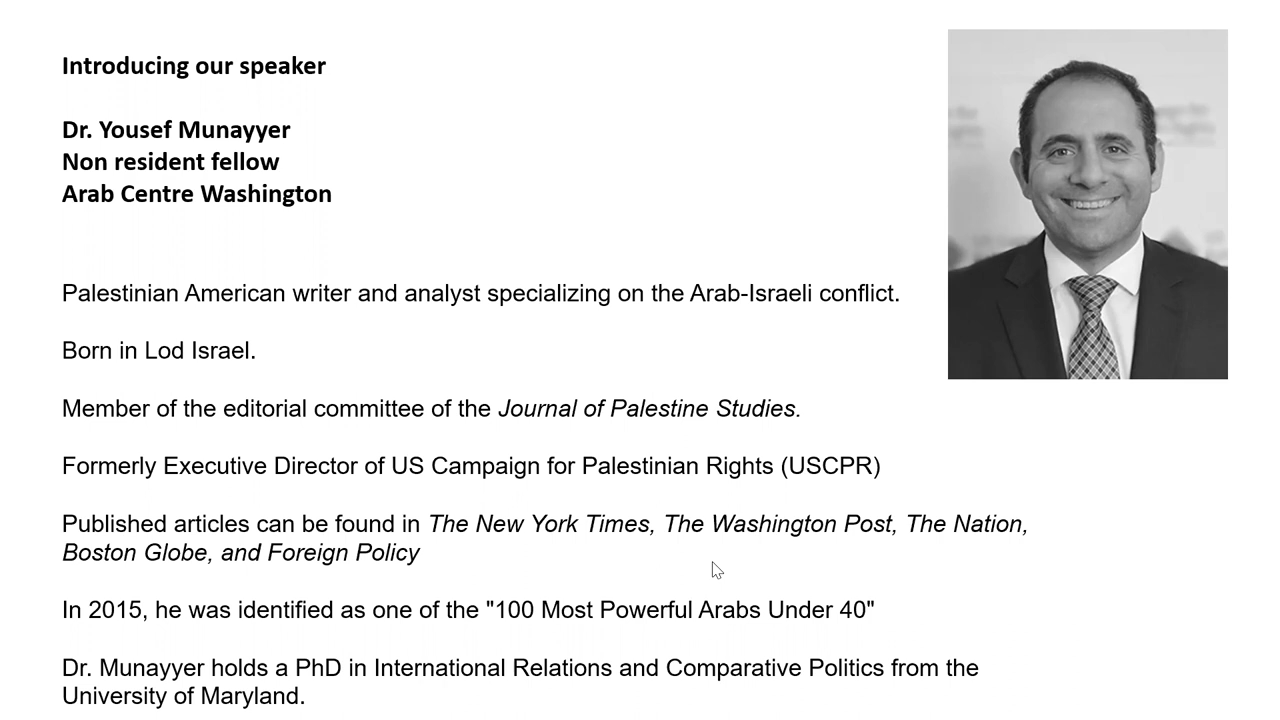 Introducing our speaker
Dr. Yousef Munayyer
Non resident fellow
Arab Centre Washington
Palestinian American writer and analyst specializing on the Arab-Israeli conflict.
Born in Lod Israel.
Member of the editorial committee of the Journal of Palestine Studies.
Formerly Executive Director of US Campaign for Palestinian Rights (USCPR)
Published articles can be found in The New York Times, The Washington Post, The Nation,
Boston Globe, and Foreign Policy
In 2015, he was identified as one of the "100 Most Powerful Arabs Under 40"
Dr. Munayyer holds a PhD in International Relations and Comparative Politics from the
University of Maryland.